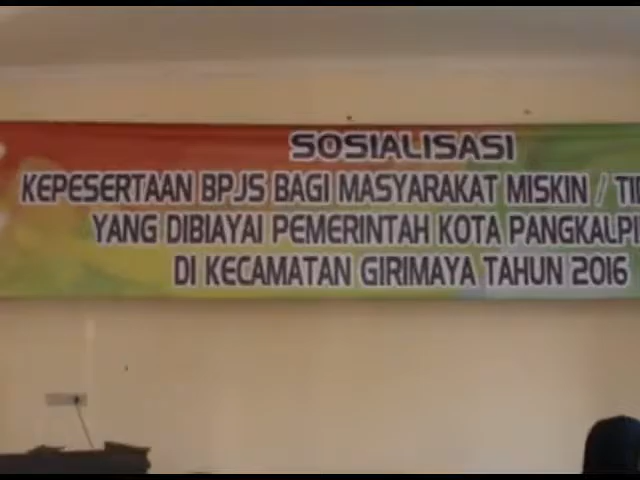 SOSIALISASI
KEPESERTAAN BPJS BAGI MASYARAKAT MISKIN /
YANG DIBIAYAI PEMERINTAH KOTA
DI KECAMATAN GIRIMAYA TAHUN 2016